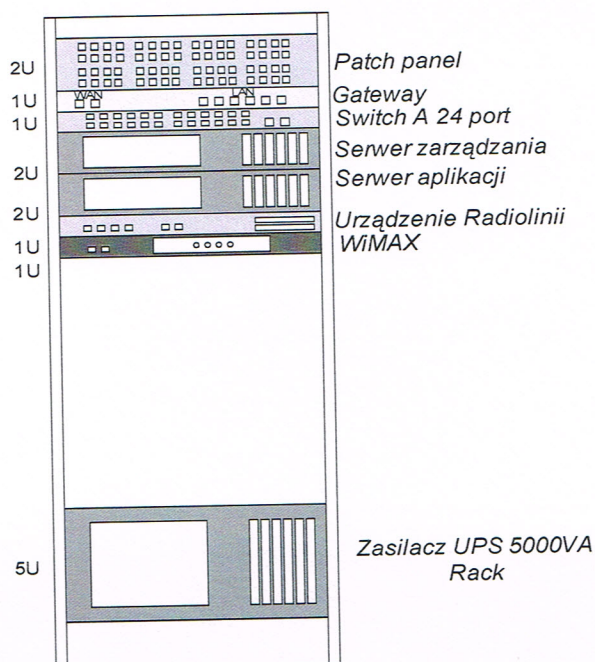 2U
Patch panel
WAN
LAN
1U
Gateway
1U
Switch A 24 port
Serwer zarządzania
2U
Serwer aplikacji
2U
Urządzenie Radiolinii
1U
WiMAX
1U
5U
Zasilacz UPS 5000VA
Rack